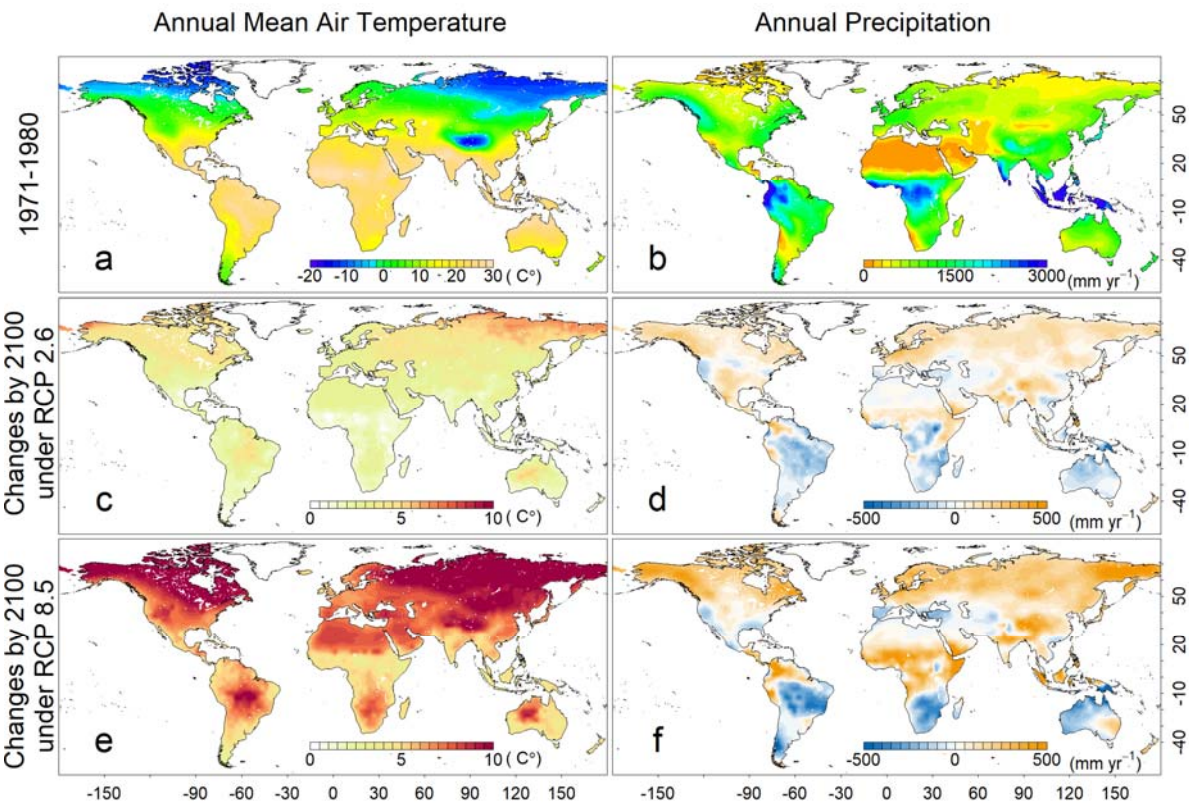 Annual Mean Air Temperature
Annual Precipitation
1971-1980
a
-20 -10 0 10 20 30 ( C°)
b
0 1500 3000 (mm yr⁻¹)
50
20
-10
-40
Changes by 2100
under RCP 2.6
c
0 5 10 ( C°)
d
-500 0 500 (mm yr⁻¹)
50
20
-10
-40
Changes by 2100
under RCP 8.5
e
0 5 10 ( C°)
f
-500 0 500 (mm yr⁻¹)
50
20
-10
-40
-150 -90 -60 -30 0 30 60 90 120 150
-150 -90 -60 -30 0 30 60 90 120 150